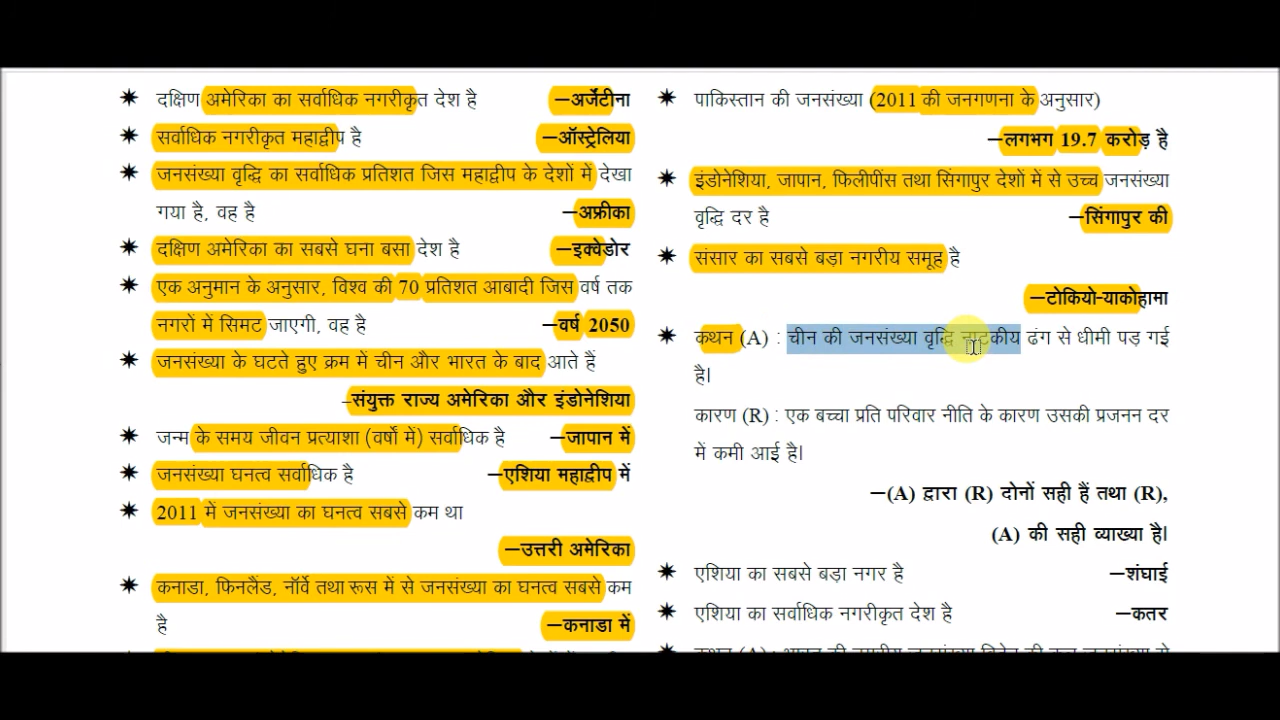 ★ दक्षिण अमेरिका का सर्वाधिक नगरीकृत देश है —अर्जेंटीना
★ सर्वाधिक नगरीकृत महाद्वीप है —ऑस्ट्रेलिया
★ जनसंख्या वृद्धि का सर्वाधिक प्रतिशत जिस महाद्वीप के देशों में देखा
गया है, वह है —अफ्रीका
★ दक्षिण अमेरिका का सबसे घना बसा देश है —इक्वेडोर
★ एक अनुमान के अनुसार, विश्व की 70 प्रतिशत आबादी जिस वर्ष तक
नगरों में सिमट जाएगी, वह है —वर्ष 2050
★ जनसंख्या के घटते हुए क्रम में चीन और भारत के बाद आते हैं
—संयुक्त राज्य अमेरिका और इंडोनेशिया
★ जन्म के समय जीवन प्रत्याशा (वर्षों में) सर्वाधिक है —जापान में
★ जनसंख्या घनत्व सर्वाधिक है —एशिया महाद्वीप में
★ 2011 में जनसंख्या का घनत्व सबसे कम था
—उत्तरी अमेरिका
★ कनाडा, फिनलैंड, नॉर्वे तथा रूस में से जनसंख्या का घनत्व सबसे कम
है —कनाडा में
★ पाकिस्तान की जनसंख्या (2011 की जनगणना के अनुसार)
—लगभग 19.7 करोड़ है
★ इंडोनेशिया, जापान, फिलीपींस तथा सिंगापुर देशों में से उच्च जनसंख्या
वृद्धि दर है —सिंगापुर की
★ संसार का सबसे बड़ा नगरीय समूह है
—टोकियो-याकोहामा
★ कथन (A) : चीन की जनसंख्या वृद्धि नाटकीय ढंग से धीमी पड़ गई
है।
कारण (R) : एक बच्चा प्रति परिवार नीति के कारण उसकी प्रजनन दर
में कमी आई है।
—(A) द्वारा (R) दोनों सही हैं तथा (R),
(A) की सही व्याख्या है।
★ एशिया का सबसे बड़ा नगर है —शंघाई
★ एशिया का सर्वाधिक नगरीकृत देश है —कतर